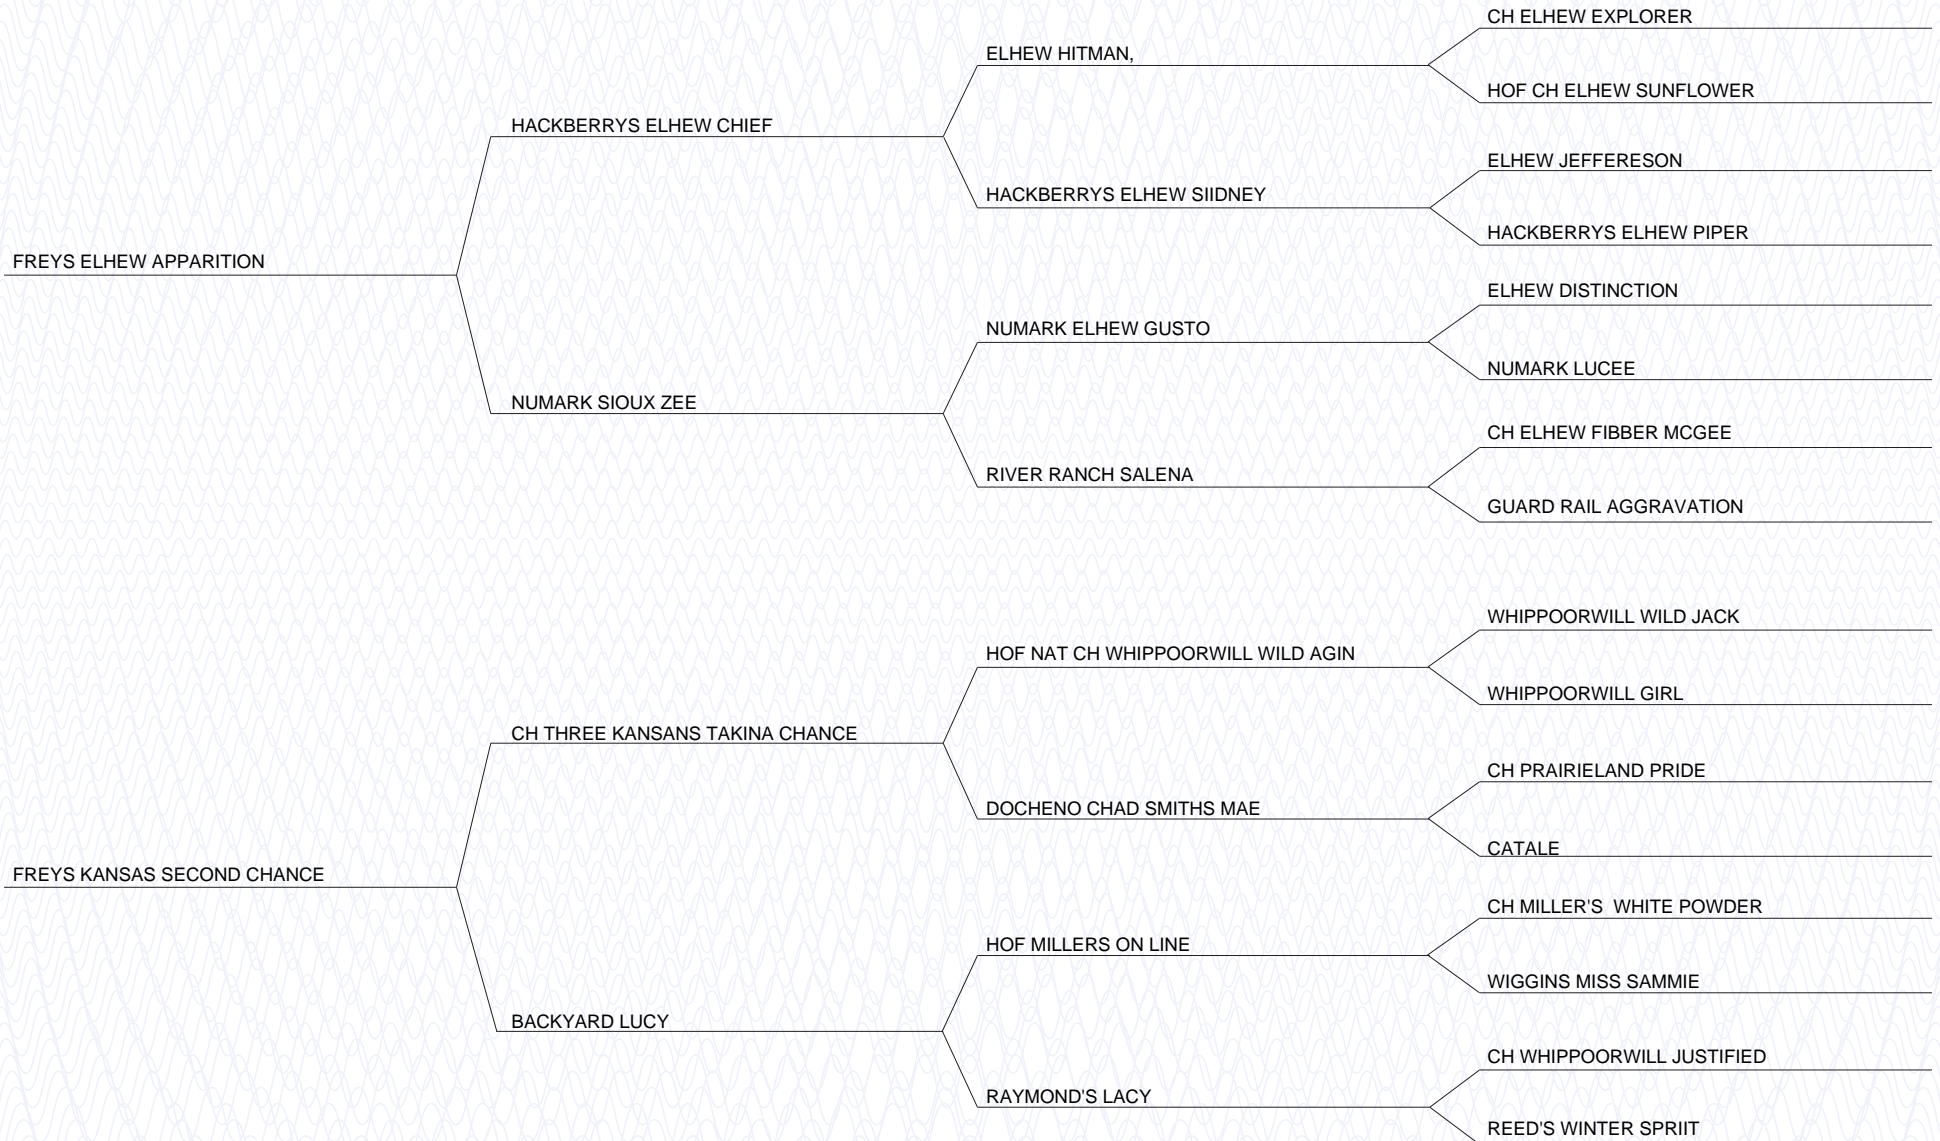 CH ELHEW EXPLORER
ELHEW HITMAN,
HOF CH ELHEW SUNFLOWER
HACKBERRYS ELHEW CHIEF
ELHEW JEFFERESON
HACKBERRYS ELHEW SIIDNEY
HACKBERRYS ELHEW PIPER
FREYS ELHEW APPARITION
ELHEW DISTINCTION
NUMARK ELHEW GUSTO
NUMARK LUCEE
NUMARK SIOUX ZEE
CH ELHEW FIBBER MCGEE
RIVER RANCH SALENA
GUARD RAIL AGGRAVATION
WHIPPOORWILL WILD JACK
HOF NAT CH WHIPPOORWILL WILD AGIN
WHIPPOORWILL GIRL
CH THREE KANSANS TAKINA CHANCE
CH PRAIRIELAND PRIDE
DOCHENO CHAD SMITHS MAE
CATALE
FREYS KANSAS SECOND CHANCE
CH MILLER'S  WHITE POWDER
HOF MILLERS ON LINE
WIGGINS MISS SAMMIE
BACKYARD LUCY
CH WHIPPOORWILL JUSTIFIED
RAYMOND'S LACY
REED'S WINTER SPRIIT